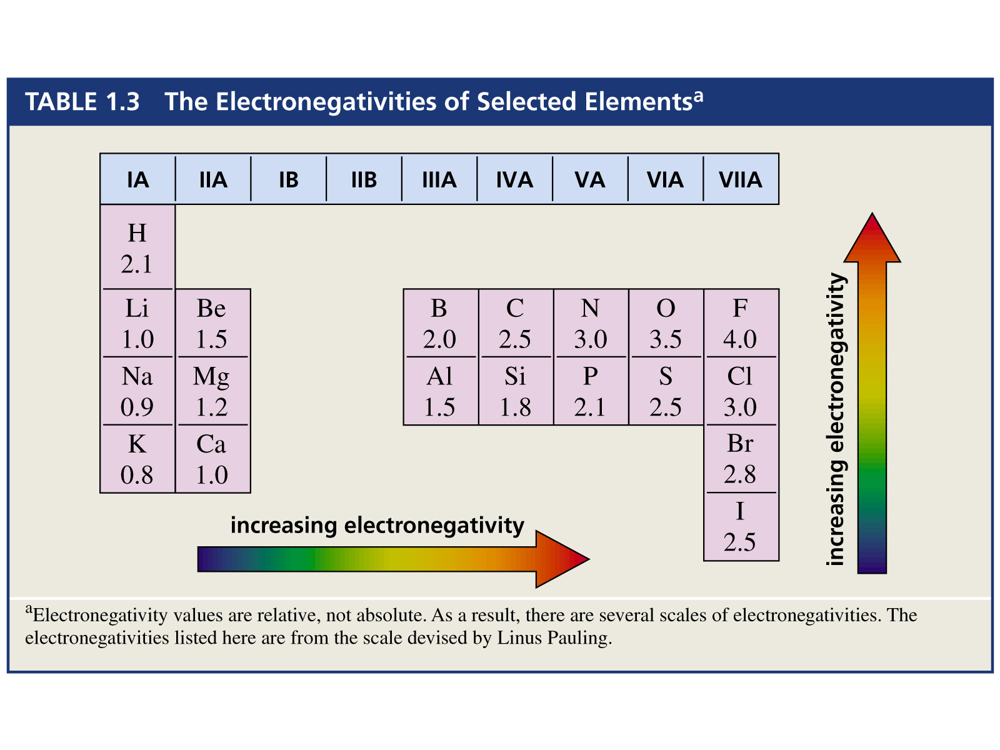 TABLE 1.3 The Electronegativities of Selected Elementsa
IA IIA IB IIB IIIA IVA VA VIA VIIA
H
2.1
Li Be B C N O F
1.0 1.5 2.0 2.5 3.0 3.5 4.0
Na Mg Al Si P S Cl
0.9 1.2 1.5 1.8 2.1 2.5 3.0
K Ca Br
0.8 1.0 2.8
I
2.5
increasing electronegativity
increasing electronegativity
aElectronegativity values are relative, not absolute. As a result, there are several scales of electronegativities. The
electronegativities listed here are from the scale devised by Linus Pauling.